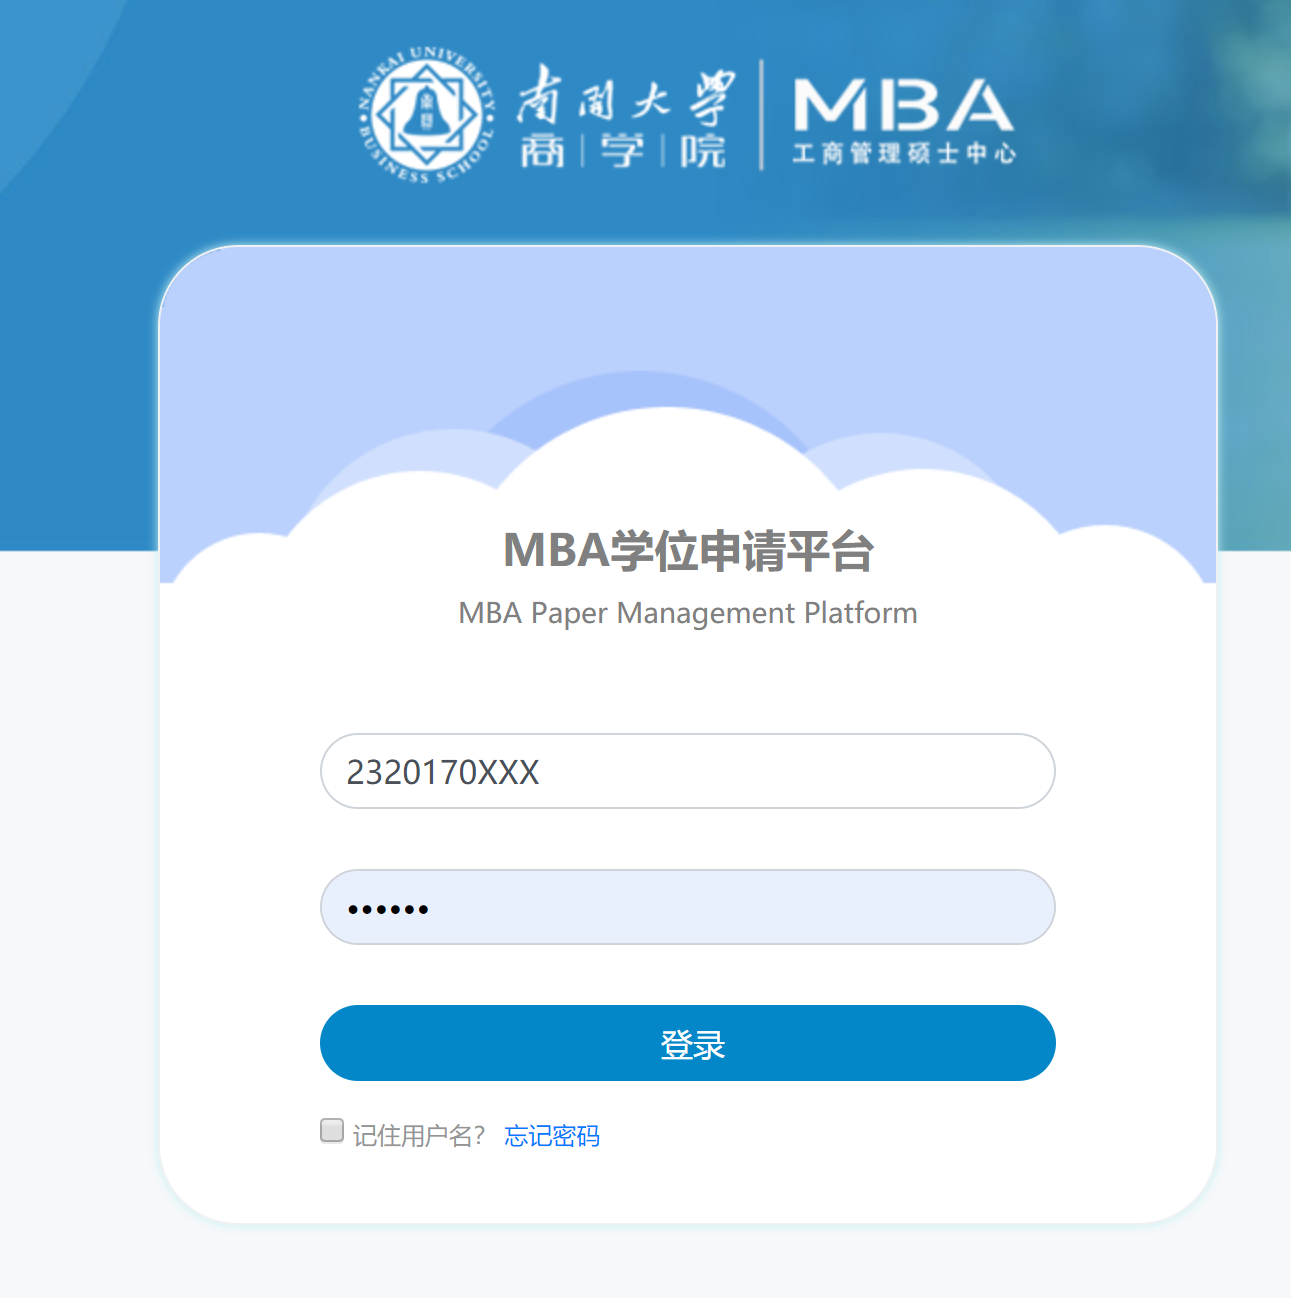 NANKAI UNIVERSITY
BUSINESS SCHOOL
南開大學
商|学|院
MBA
工商管理硕士中心
MBA学位申请平台
MBA Paper Management Platform
2320170XXX
••••••
登录
记住用户名? 忘记密码